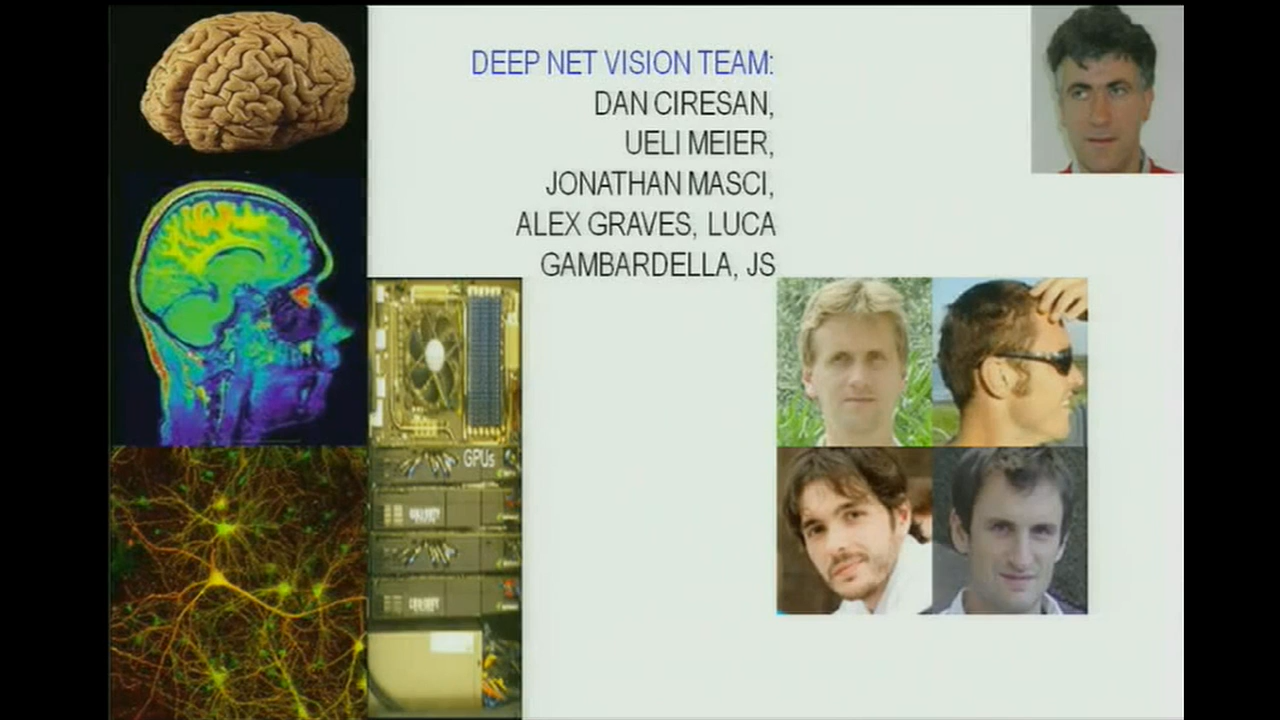 DEEP NET VISION TEAM:
DAN CIRESAN,
UELI MEIER,
JONATHAN MASCI,
ALEX GRAVES, LUCA
GAMBARDELLA, JS
GPUs